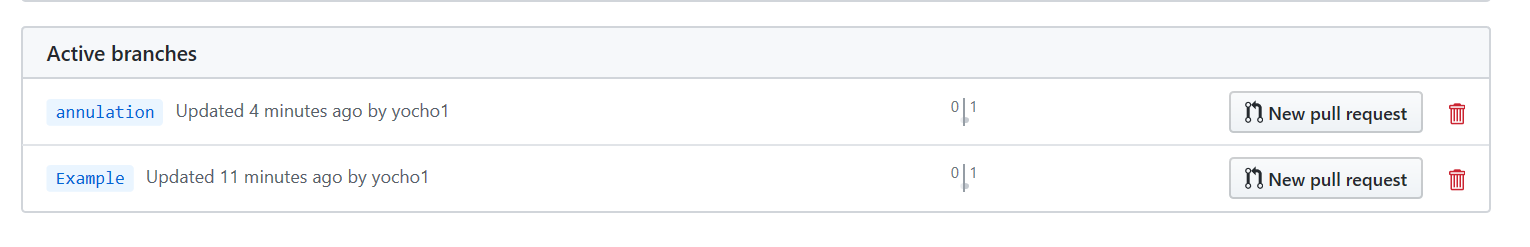 Active branches
annulation Updated 4 minutes ago by yocho1 0 1 New pull request
Example Updated 11 minutes ago by yocho1 0 1 New pull request